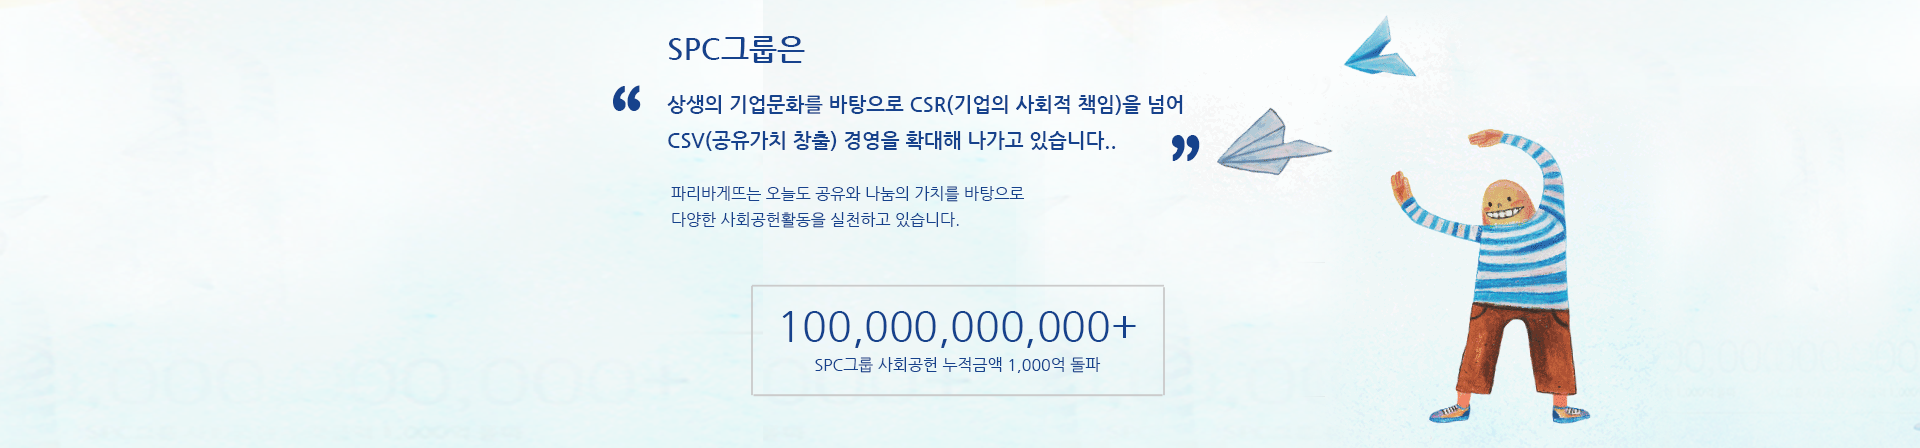 SPC그룹은
“ 상생의 기업문화를 바탕으로 CSR(기업의 사회적 책임)을 넘어
CSV(공유가치 창출) 경영을 확대해 나가고 있습니다.. ”
파리바게뜨는 오늘도 공유와 나눔의 가치를 바탕으로
다양한 사회공헌활동을 실천하고 있습니다.
100,000,000,000+
SPC그룹 사회공헌 누적금액 1,000억 돌파